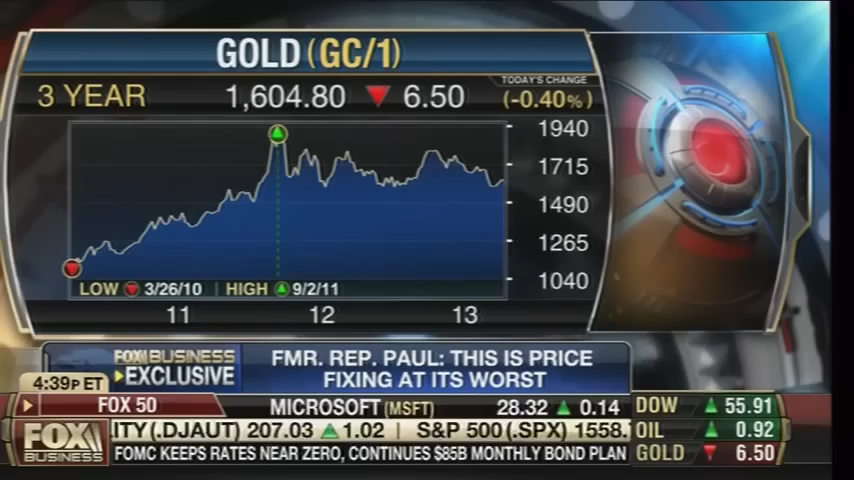 GOLD (GC/1)
3 YEAR 1,604.80 6.50 TODAY'S CHANGE (-0.40%)
1940
1715
1490
1265
1040
LOW 3/26/10 HIGH 9/2/11
11 12 13
FOX BUSINESS EXCLUSIVE
FMR. REP. PAUL: THIS IS PRICE
FIXING AT ITS WORST
4:39P ET
FOX 50 MICROSOFT (MSFT) 28.32 0.14 DOW 55.91
FOX BUSINESS
ITY (.DJAUT) 207.03 1.02 | S&P 500 (.SPX) 1558. OIL 0.92
FOMC KEEPS RATES NEAR ZERO, CONTINUES $85B MONTHLY BOND PLAN GOLD 6.50